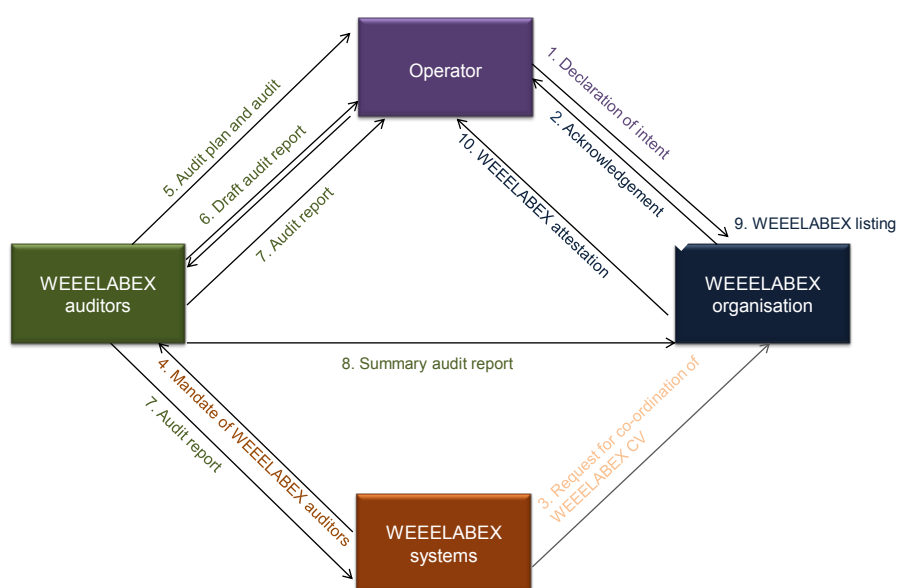 Operator
1. Declaration of intent
2. Acknowledgement
5. Audit plan and audit
6. Draft audit report
7. Audit report
10. WEEELABEX attestation
9. WEEELABEX listing
WEEELABEX
auditors
WEEELABEX
organisation
8. Summary audit report
4. Mandate of WEEELABEX auditors
7. Audit report
3. Request for co-ordination of
WEEELABEX CV
WEEELABEX
systems